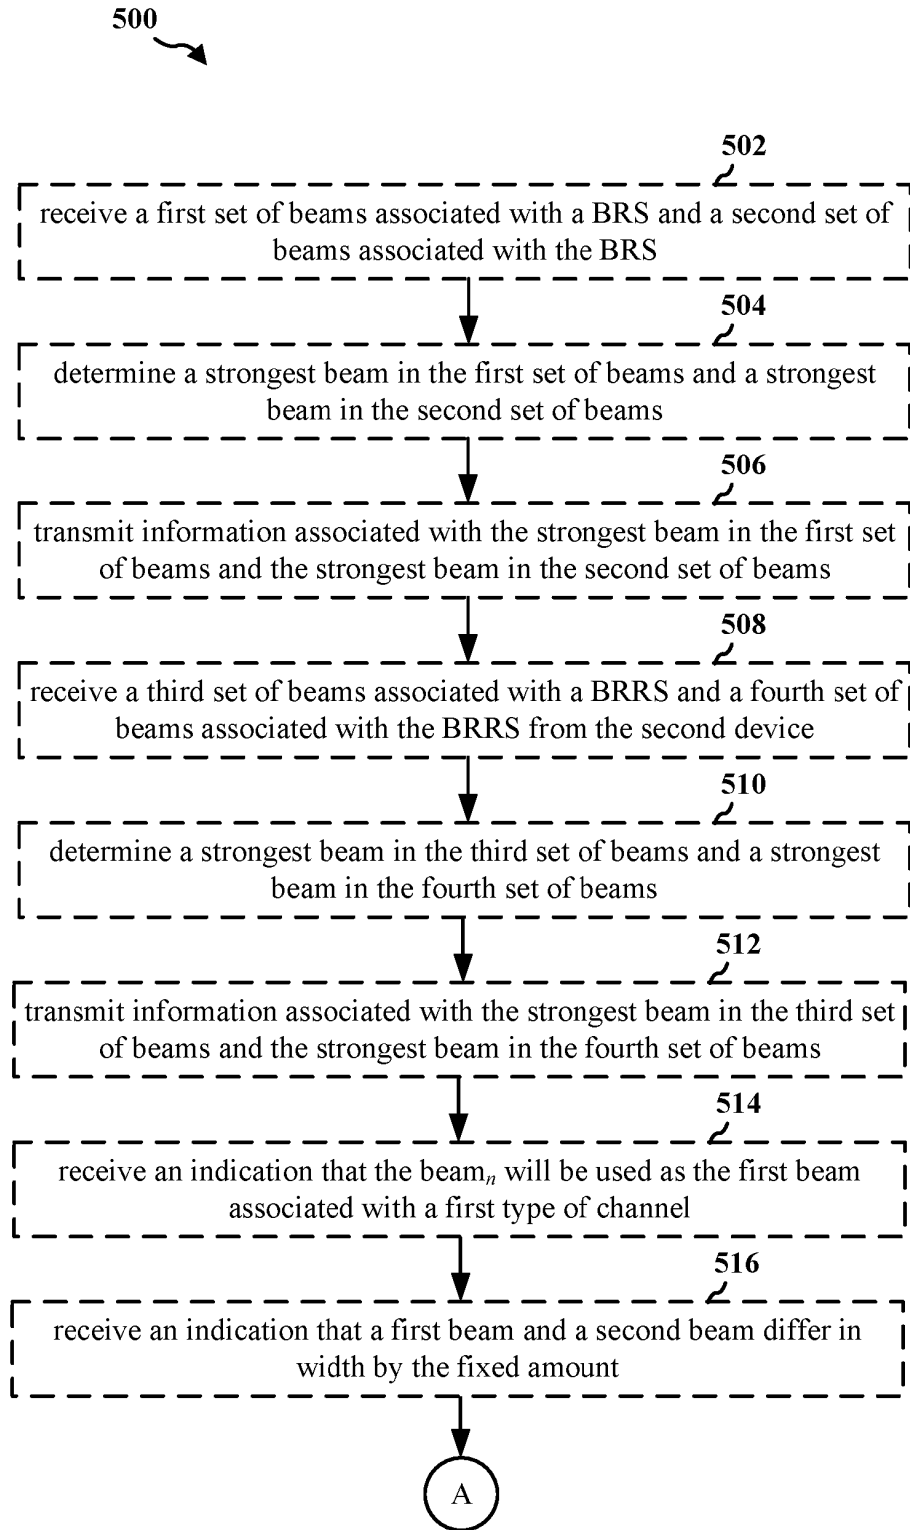 500
502
receive a first set of beams associated with a BRS and a second set of
beams associated with the BRS
504
determine a strongest beam in the first set of beams and a strongest
beam in the second set of beams
506
transmit information associated with the strongest beam in the first set
of beams and the strongest beam in the second set of beams
508
receive a third set of beams associated with a BRRS and a fourth set of
beams associated with the BRRS from the second device
510
determine a strongest beam in the third set of beams and a strongest
beam in the fourth set of beams
512
transmit information associated with the strongest beam in the third set
of beams and the strongest beam in the fourth set of beams
514
receive an indication that the beamn will be used as the first beam
associated with a first type of channel
516
receive an indication that a first beam and a second beam differ in
width by the fixed amount
A